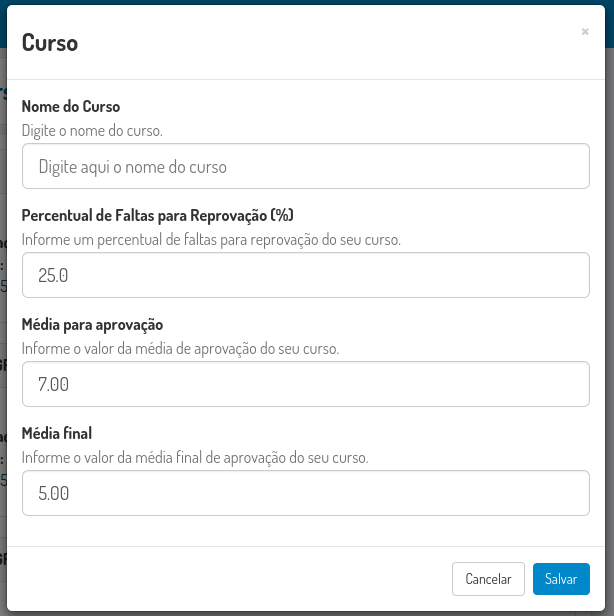 Curso
×
Nome do Curso
Digite o nome do curso.
Digite aqui o nome do curso
Percentual de Faltas para Reprovação (%)
Informe um percentual de faltas para reprovação do seu curso.
25.0
Média para aprovação
Informe o valor da média de aprovação do seu curso.
7.00
Média final
Informe o valor da média final de aprovação do seu curso.
5.00
Cancelar
Salvar